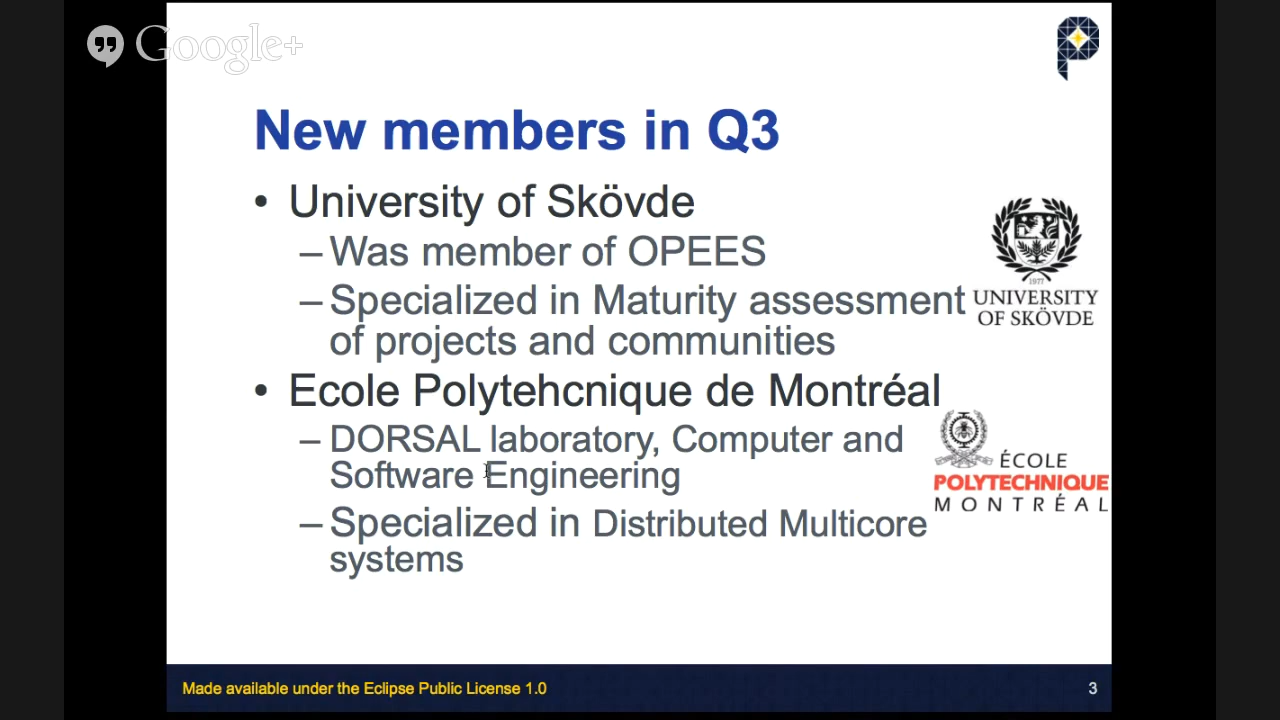 Google+
New members in Q3
• University of Skövde
– Was member of OPEES
– Specialized in Maturity assessment
of projects and communities
1977
UNIVERSITY
OF SKÖVDE
• Ecole Polytehcnique de Montréal
– DORSAL laboratory, Computer and
Software Engineering
– Specialized in Distributed Multicore
systems
ÉCOLE
POLYTECHNIQUE
MONTRÉAL
Made available under the Eclipse Public License 1.0
3